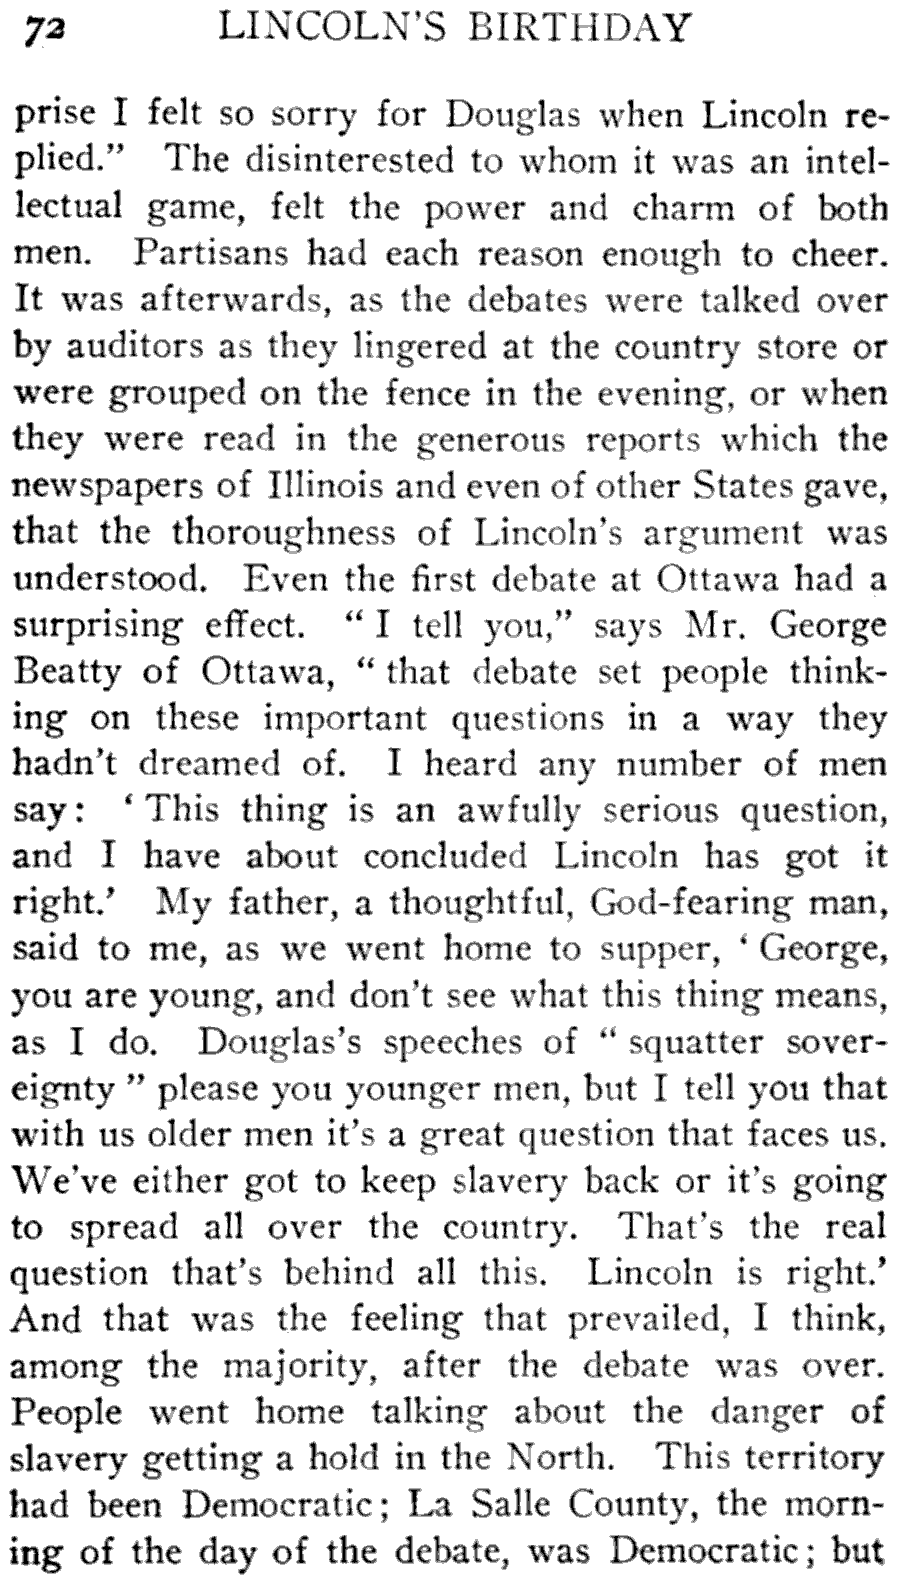 72 LINCOLN'S BIRTHDAY
prise I felt so sorry for Douglas when Lincoln re-
plied.” The disinterested to whom it was an intel-
lectual game, felt the power and charm of both
men. Partisans had each reason enough to cheer.
It was afterwards, as the debates were talked over
by auditors as they lingered at the country store or
were grouped on the fence in the evening, or when
they were read in the generous reports which the
newspapers of Illinois and even of other States gave,
that the thoroughness of Lincoln's argument was
understood. Even the first debate at Ottawa had a
surprising effect. “ I tell you,” says Mr. George
Beatty of Ottawa, “ that debate set people think-
ing on these important questions in a way they
hadn't dreamed of. I heard any number of men
say: ‘ This thing is an awfully serious question,
and I have about concluded Lincoln has got it
right.’ My father, a thoughtful, God-fearing man,
said to me, as we went home to supper, ‘ George,
you are young, and don't see what this thing means,
as I do. Douglas's speeches of “ squatter sover-
eignty ” please you younger men, but I tell you that
with us older men it's a great question that faces us.
We've either got to keep slavery back or it's going
to spread all over the country. That's the real
question that's behind all this. Lincoln is right.’
And that was the feeling that prevailed, I think,
among the majority, after the debate was over.
People went home talking about the danger of
slavery getting a hold in the North. This territory
had been Democratic; La Salle County, the morn-
ing of the day of the debate, was Democratic; but